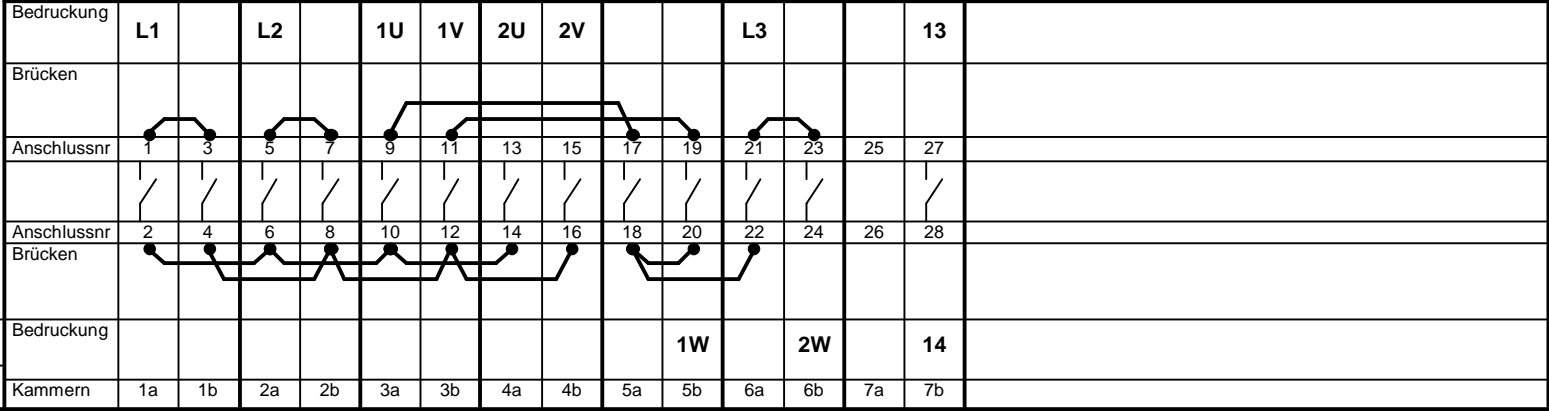 Bedruckung L1 L2 1U 1V 2U 2V L3 13
Brücken
Anschlussnr 1 3 5 7 9 11 13 15 17 19 21 23 25 27
Anschlussnr 2 4 6 8 10 12 14 16 18 20 22 24 26 28
Brücken
Bedruckung 1W 2W 14
Kammern 1a 1b 2a 2b 3a 3b 4a 4b 5a 5b 6a 6b 7a 7b